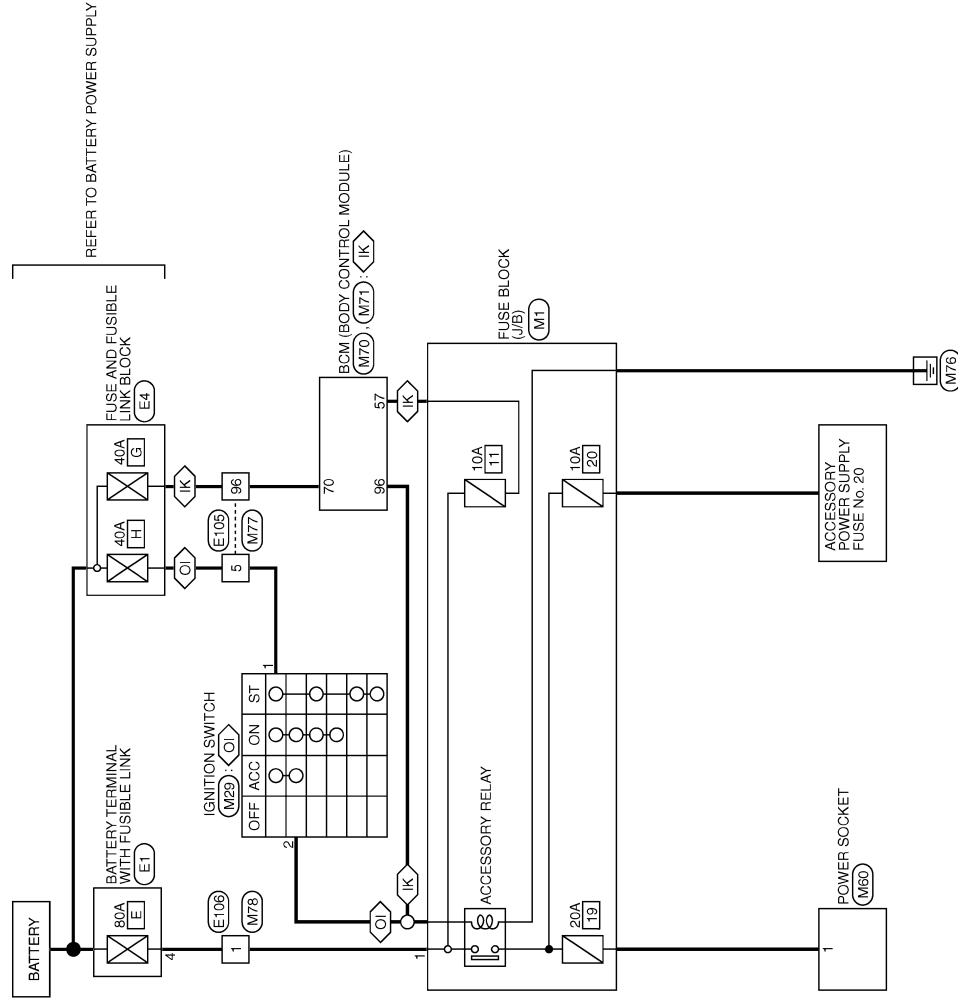 REFER TO BATTERY POWER SUPPLY
BATTERY
BATTERY TERMINAL
WITH FUSIBLE LINK
E1
80A
E
4
FUSE AND FUSIBLE
LINK BLOCK
E4
40A
H
40A
G
OI
IK
E106
1
M78
E105
5
96
M77
IGNITION SWITCH
M29 : OI
OFF ACC ON ST
1
2
BCM (BODY CONTROL MODULE)
M70 , M71 : IK
70
96
57
OI
IK
IK
1
FUSE BLOCK
(J/B)
M1
ACCESSORY RELAY
10A
11
20A
19
10A
20
POWER SOCKET
M60
1
ACCESSORY
POWER SUPPLY
FUSE No. 20
M76